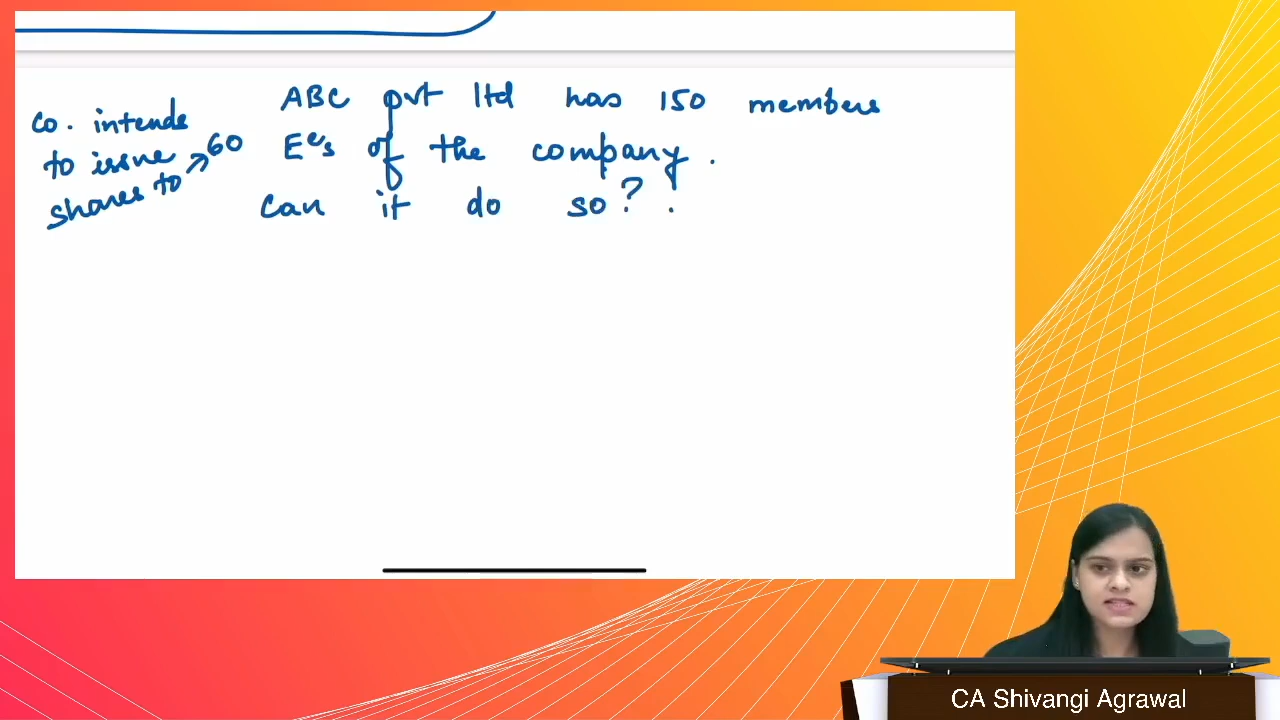 ABC pvt ltd has 150 members
Co. intends
to issue
shares to → 60 Ees of the company.
Can it do so?
CA Shivangi Agrawal